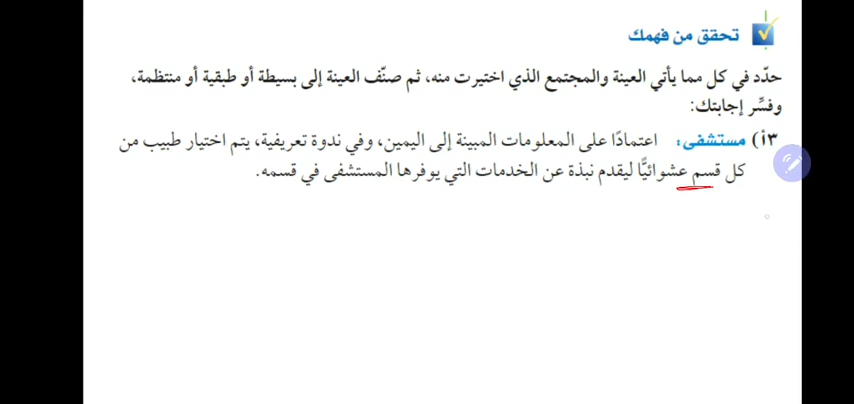 تحقق من فهمك
حدّد في كل مما يأتي العينة والمجتمع الذي اختيرت منه، ثم صنّف العينة إلى بسيطة أو طبقية أو منتظمة،
وفسِّر إجابتك:
٣أ) مستشفى: اعتمادًا على المعلومات المبينة إلى اليمين، وفي ندوة تعريفية، يتم اختيار طبيب من
كل قسم عشوائيًّا ليقدم نبذة عن الخدمات التي يوفرها المستشفى في قسمه.